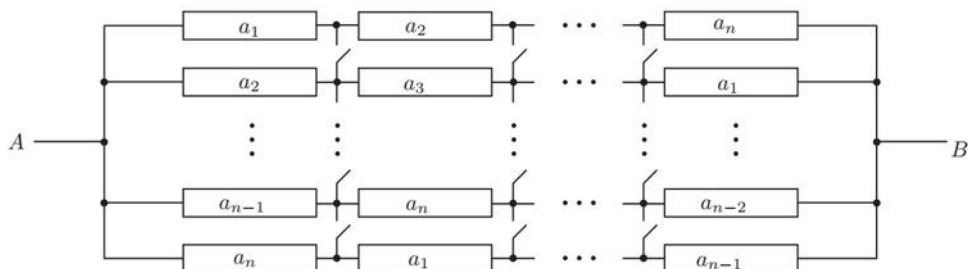 a₁ a₂ ··· aₙ
a₂ a₃ ··· a₁
A ⋮ ⋮ ⋮ ⋮ ⋮ B
aₙ₋₁ aₙ ··· aₙ₋₂
aₙ a₁ ··· aₙ₋₁